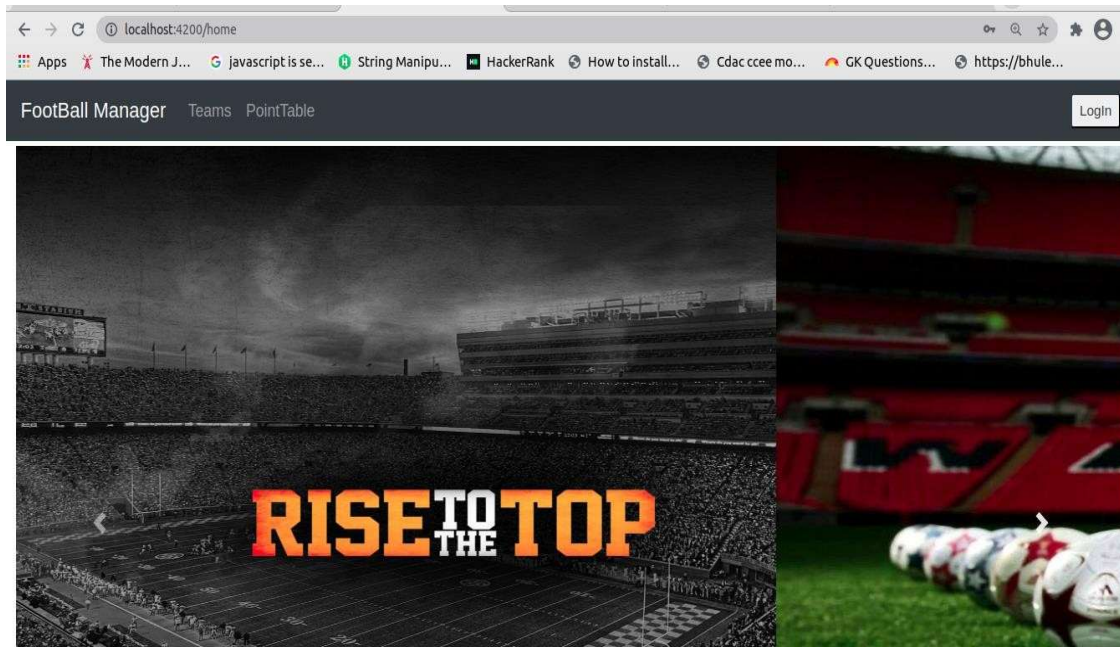 localhost:4200/home
Apps The Modern J... javascript is se... String Manipu... HackerRank How to install... Cdac ccee mo... GK Questions... https://bhule...
FootBall Manager Teams PointTable LogIn
STADIUM
RISE TO THE TOP